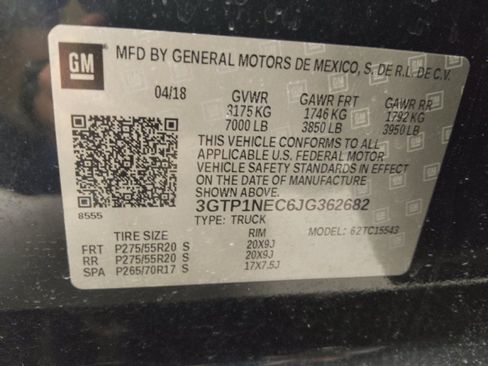 GM
MFD BY GENERAL MOTORS DE MEXICO, S. DE R.L. DE C.V.
04/18 GVWR GAWR FRT GAWR RR
3175 KG 1746 KG 1792 KG
7000 LB 3850 LB 3950 LB
THIS VEHICLE CONFORMS TO ALL
APPLICABLE U.S. FEDERAL MOTOR
VEHICLE SAFETY STANDARDS IN EFFECT
ON THE DATE OF MANUFACTURE
SHOWN ABOVE.
8555 3GTP1NEC6JG362682
TYPE: TRUCK MODEL: 62TC15543
TIRE SIZE RIM
FRT P275/55R20 S 20X9J
RR P275/55R20 S 20X9J
SPA P265/70R17 S 17X7.5J